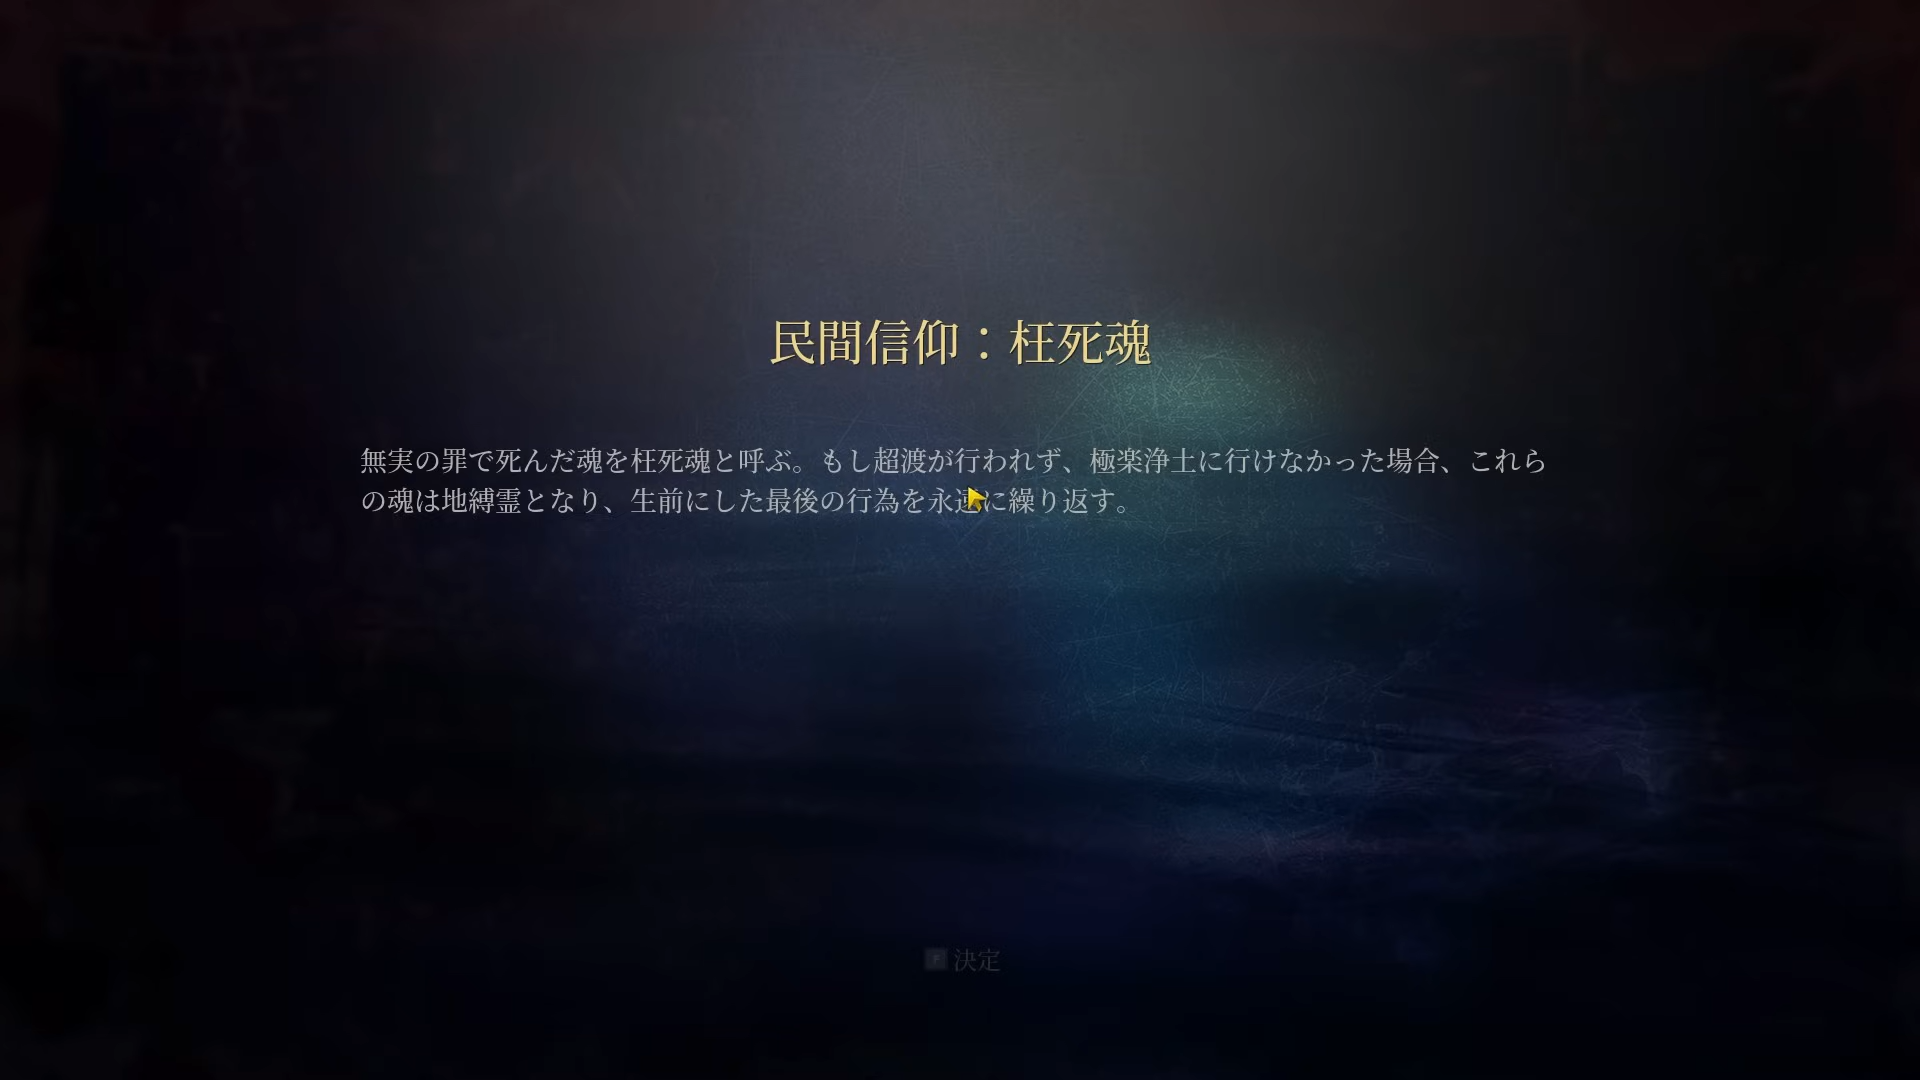 民間信仰：枉死魂
無実の罪で死んだ魂を枉死魂と呼ぶ。もし超渡が行われず、極楽浄土に行けなかった場合、これら
の魂は地縛霊となり、生前にした最後の行為を永遠に繰り返す。
F 決定